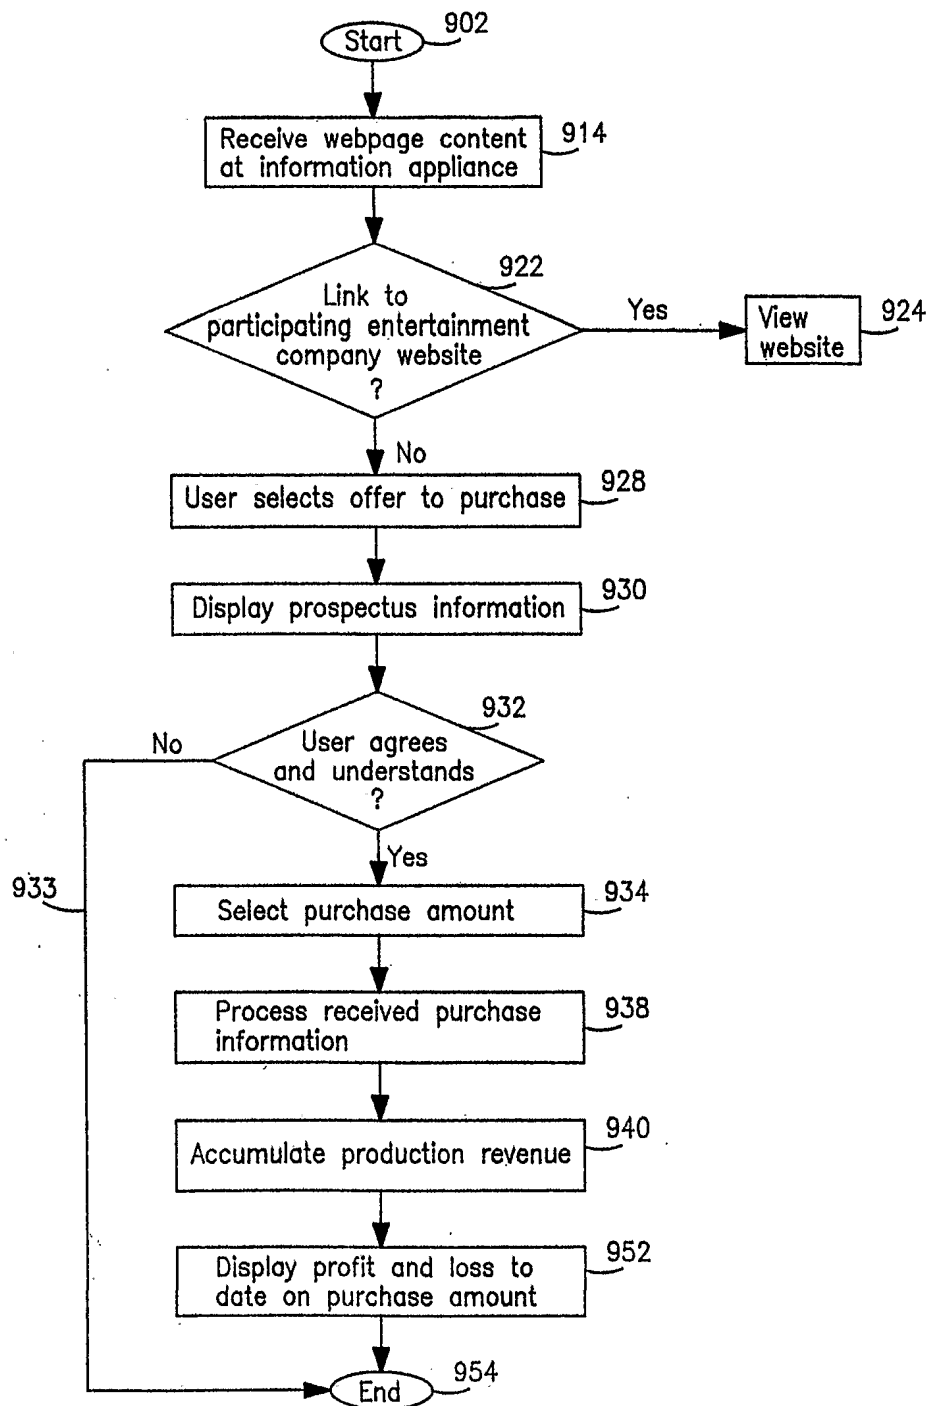 Start
902
Receive webpage content
at information appliance
914
922
Link to
participating entertainment
company website
?
Yes
View
website
924
No
User selects offer to purchase
928
Display prospectus information
930
932
User agrees
and understands
?
No
Yes
933
Select purchase amount
934
Process received purchase
information
938
Accumulate production revenue
940
Display profit and loss to
date on purchase amount
952
End
954